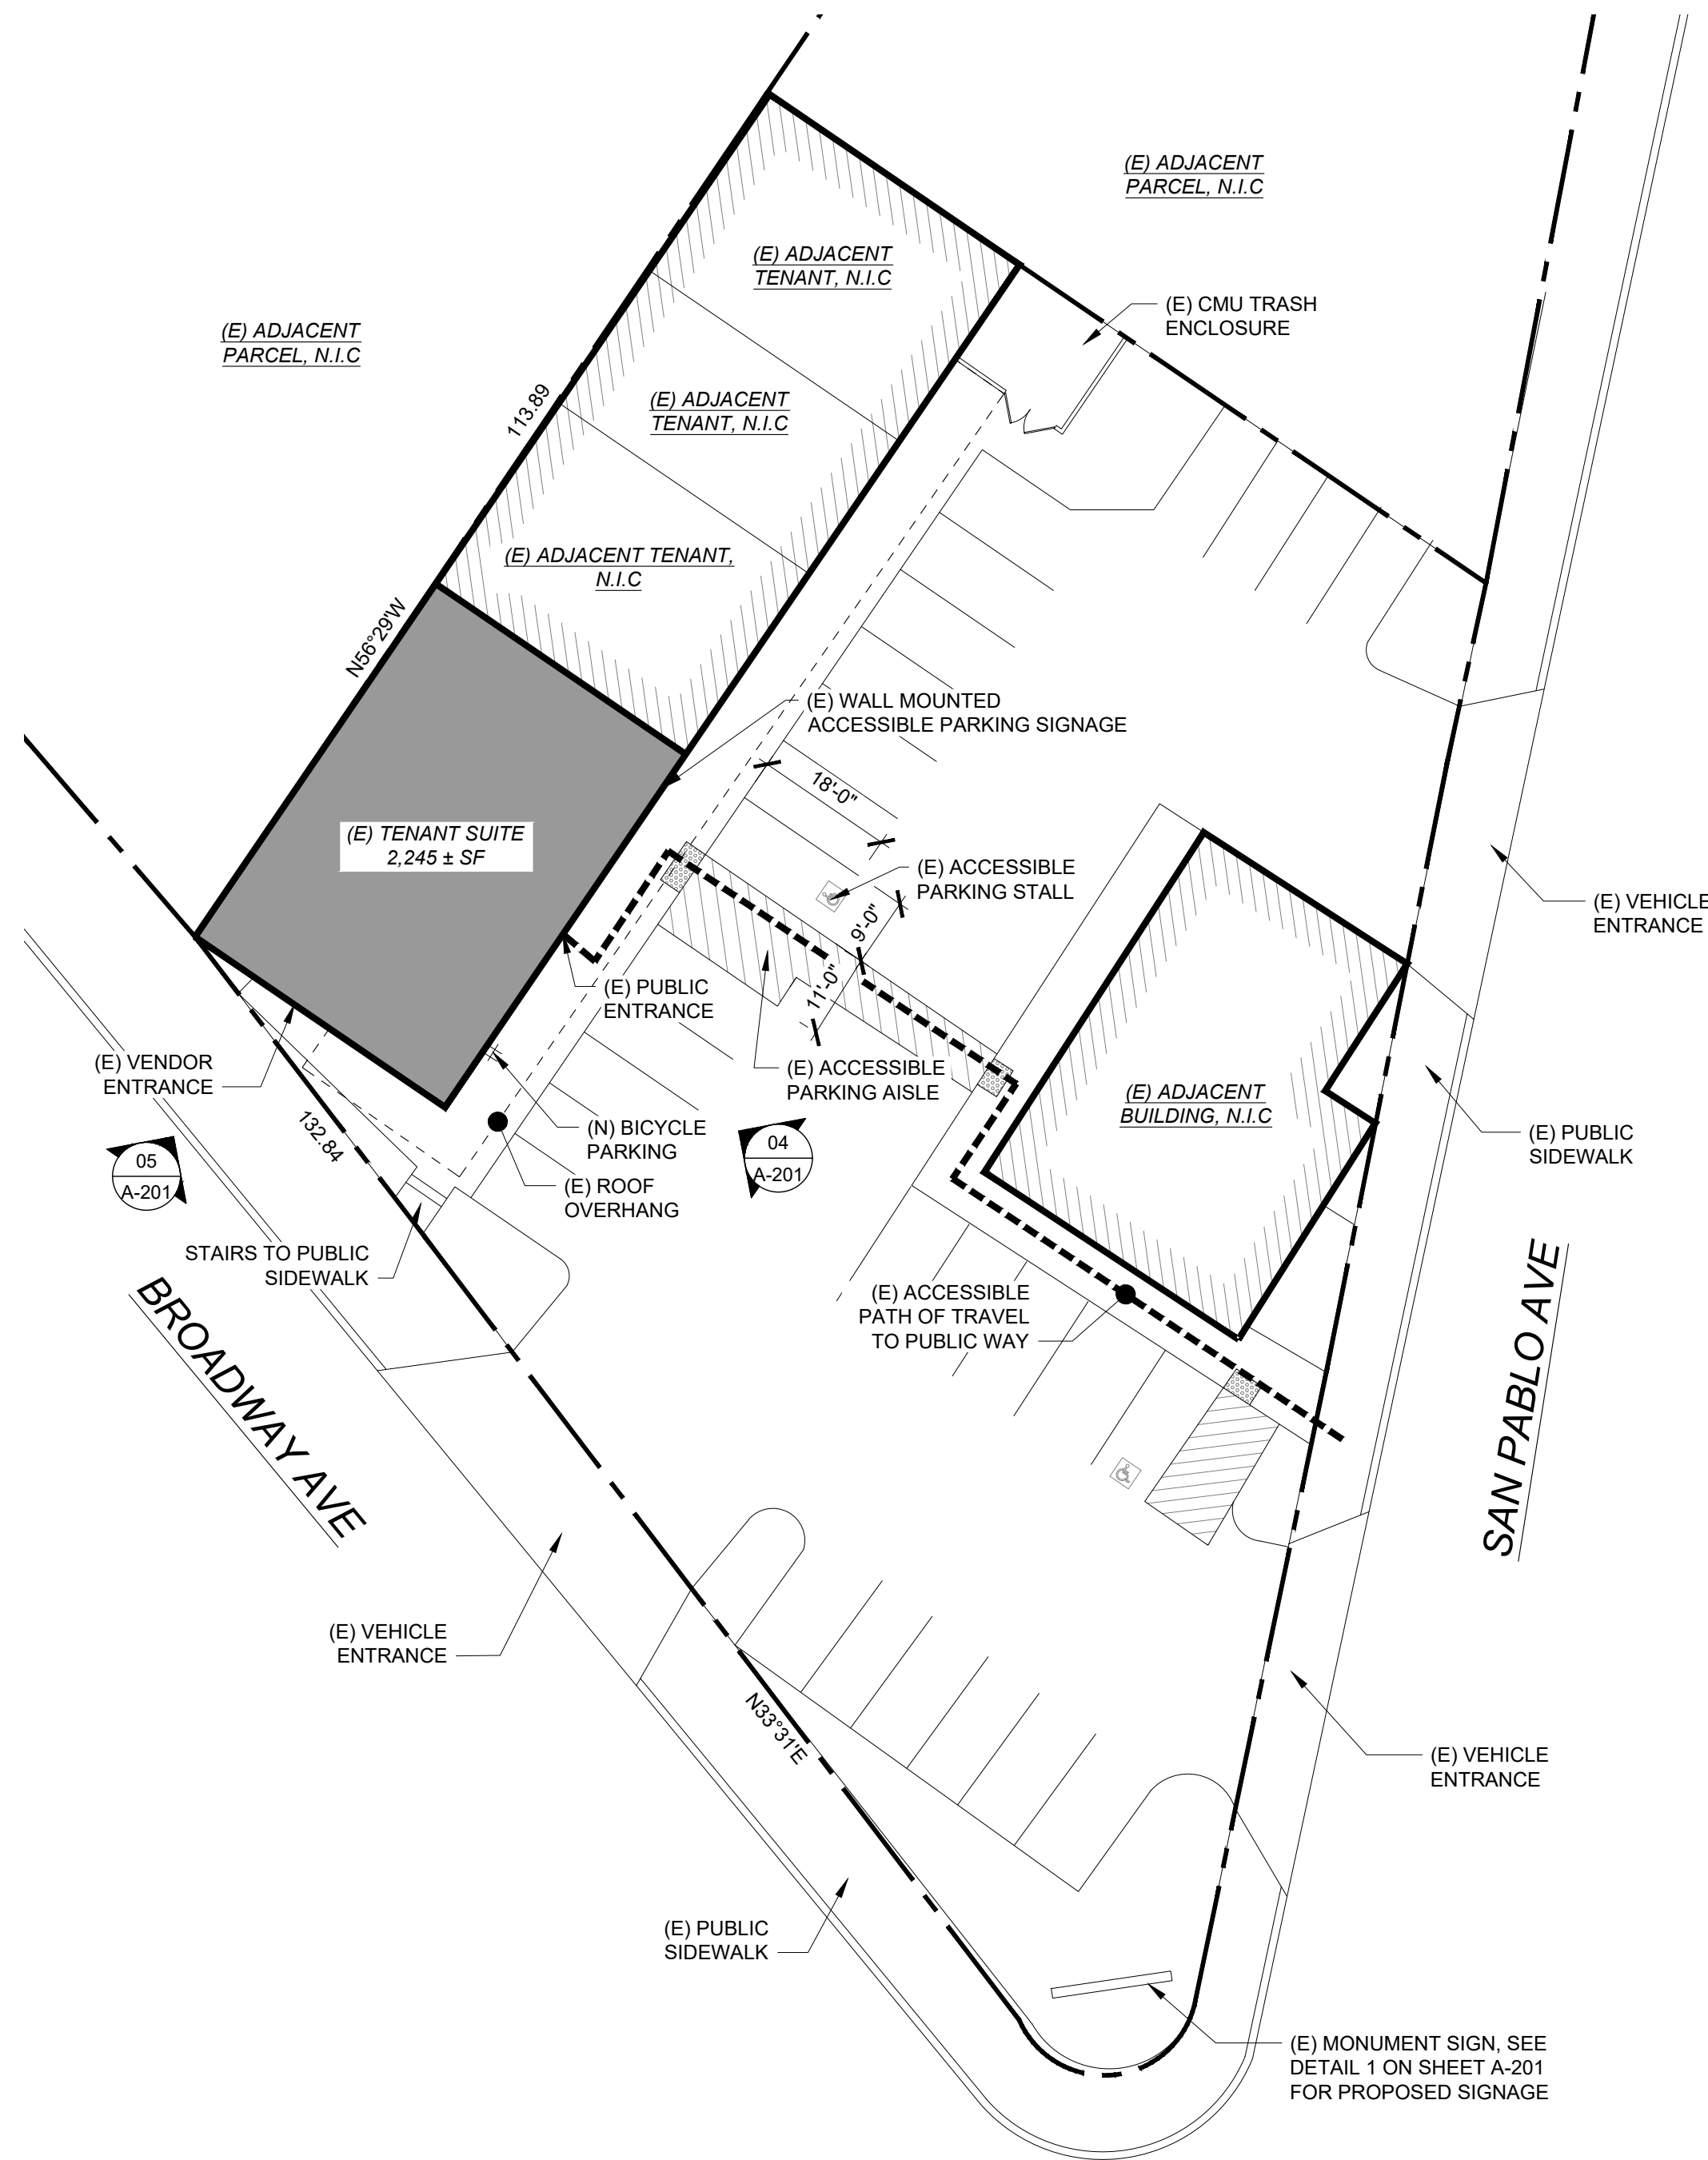 (E) ADJACENT
PARCEL, N.I.C
(E) ADJACENT
TENANT, N.I.C
(E) CMU TRASH
ENCLOSURE
(E) ADJACENT
PARCEL, N.I.C
113.89
(E) ADJACENT
TENANT, N.I.C
(E) ADJACENT TENANT,
N.I.C
N56°29'W
(E) WALL MOUNTED
ACCESSIBLE PARKING SIGNAGE
18'-0"
(E) TENANT SUITE
2,245 ± SF
(E) ACCESSIBLE
PARKING STALL
9'-0"
(E) VEHICLE
ENTRANCE
11'-0"
(E) PUBLIC
ENTRANCE
(E) VENDOR
ENTRANCE
(E) ACCESSIBLE
PARKING AISLE
(E) ADJACENT
BUILDING, N.I.C
132.84
(N) BICYCLE
PARKING
04
A-201
(E) PUBLIC
SIDEWALK
05
A-201
(E) ROOF
OVERHANG
STAIRS TO PUBLIC
SIDEWALK
(E) ACCESSIBLE
PATH OF TRAVEL
TO PUBLIC WAY
BROADWAY AVE
SAN PABLO AVE
(E) VEHICLE
ENTRANCE
N33°31'E
(E) VEHICLE
ENTRANCE
(E) PUBLIC
SIDEWALK
(E) MONUMENT SIGN, SEE
DETAIL 1 ON SHEET A-201
FOR PROPOSED SIGNAGE